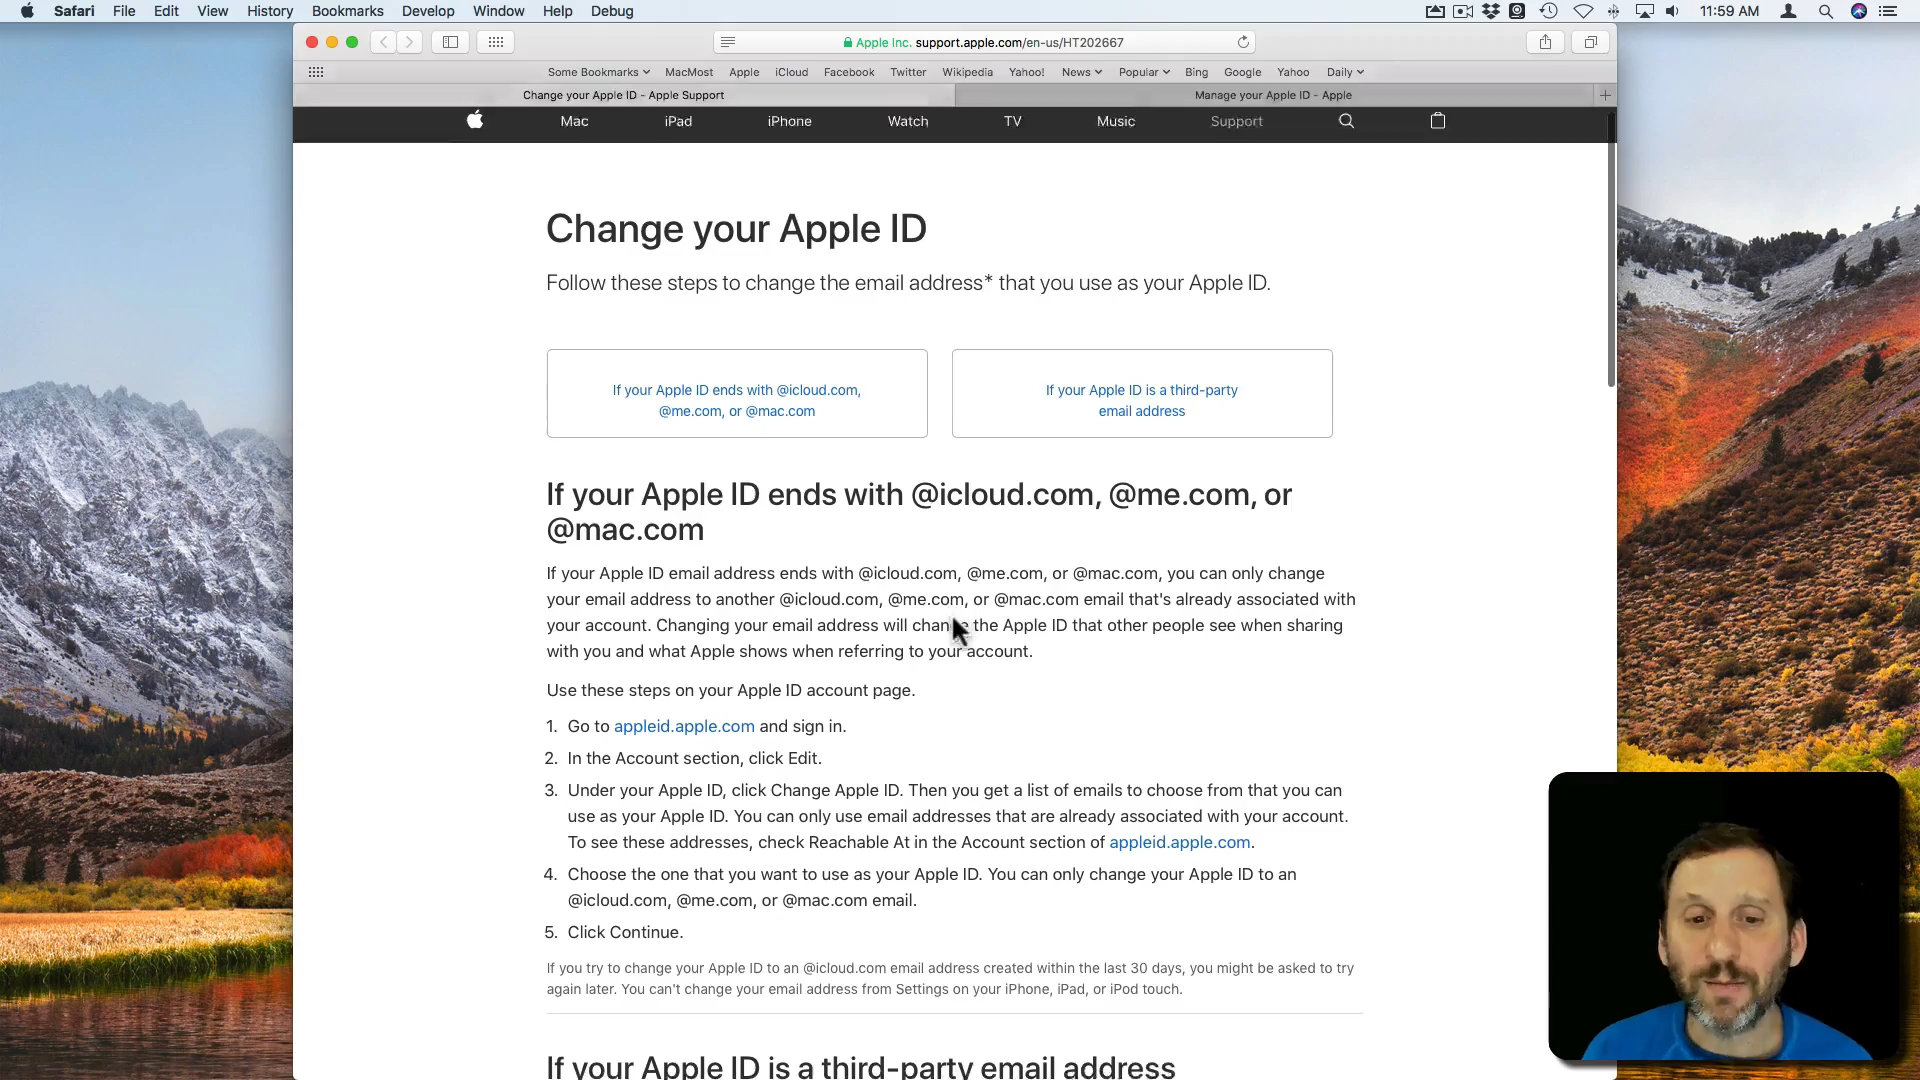 Safari File Edit View History Bookmarks Develop Window Help Debug 11:59 AM
Apple Inc. support.apple.com/en-us/HT202667
Some Bookmarks MacMost Apple iCloud Facebook Twitter Wikipedia Yahoo! News Popular Bing Google Yahoo Daily
Change your Apple ID - Apple Support Manage your Apple ID - Apple
Mac iPad iPhone Watch TV Music Support
Change your Apple ID
Follow these steps to change the email address* that you use as your Apple ID.
If your Apple ID ends with @icloud.com,
@me.com, or @mac.com
If your Apple ID is a third-party
email address
If your Apple ID ends with @icloud.com, @me.com, or
@mac.com
If your Apple ID email address ends with @icloud.com, @me.com, or @mac.com, you can only change
your email address to another @icloud.com, @me.com, or @mac.com email that's already associated with
your account. Changing your email address will change the Apple ID that other people see when sharing
with you and what Apple shows when referring to your account.
Use these steps on your Apple ID account page.
1. Go to appleid.apple.com and sign in.
2. In the Account section, click Edit.
3. Under your Apple ID, click Change Apple ID. Then you get a list of emails to choose from that you can
use as your Apple ID. You can only use email addresses that are already associated with your account.
To see these addresses, check Reachable At in the Account section of appleid.apple.com.
4. Choose the one that you want to use as your Apple ID. You can only change your Apple ID to an
@icloud.com, @me.com, or @mac.com email.
5. Click Continue.
If you try to change your Apple ID to an @icloud.com email address created within the last 30 days, you might be asked to try
again later. You can't change your email address from Settings on your iPhone, iPad, or iPod touch.
If your Apple ID is a third-party email address